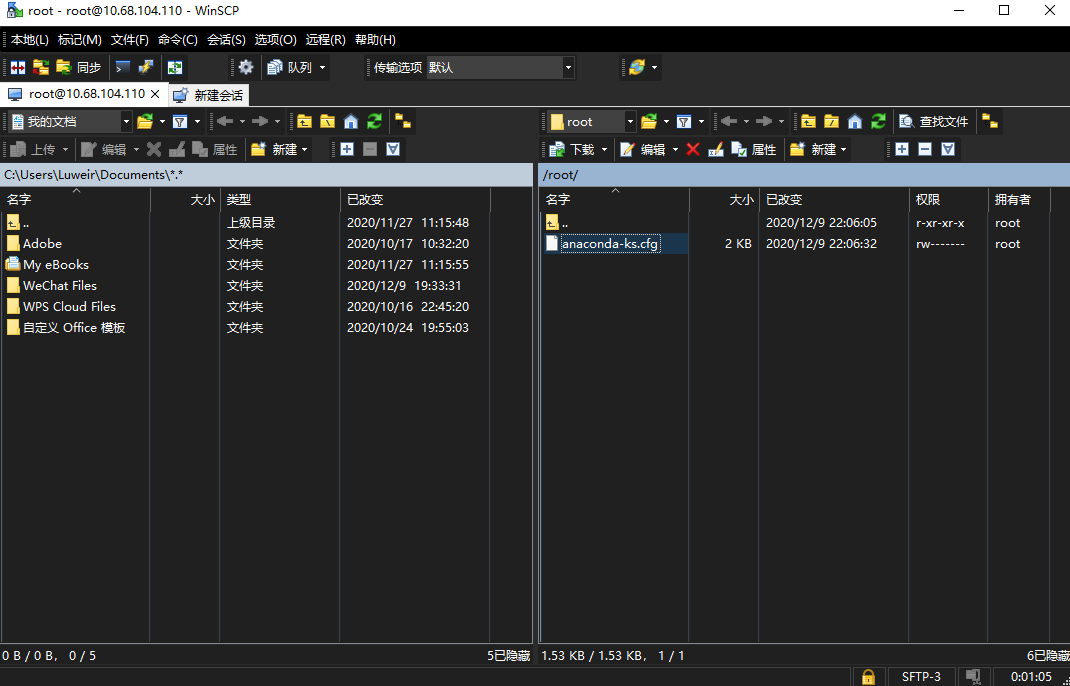 root - root@10.68.104.110 - WinSCP
本地(L) 标记(M) 文件(F) 命令(C) 会话(S) 选项(O) 远程(R) 帮助(H)
同步 队列 传输选项 默认
root@10.68.104.110 新建会话
我的文档 root 查找文件
上传 编辑 属性 新建 下载 编辑 属性 新建
C:\Users\Luweir\Documents\*.* /root/
名字 大小 类型 已改变 名字 大小 已改变 权限 拥有者
.. 上级目录 2020/11/27 11:15:48 .. 2020/12/9 22:06:05 r-xr-xr-x root
Adobe 文件夹 2020/10/17 10:32:20 anaconda-ks.cfg 2 KB 2020/12/9 22:06:32 rw------- root
My eBooks 文件夹 2020/11/27 11:15:55
WeChat Files 文件夹 2020/12/9 19:33:31
WPS Cloud Files 文件夹 2020/10/16 22:45:20
自定义 Office 模板 文件夹 2020/10/24 19:55:03
0 B / 0 B, 0 / 5 5已隐藏 1.53 KB / 1.53 KB, 1 / 1 6已隐藏
SFTP-3 0:01:05